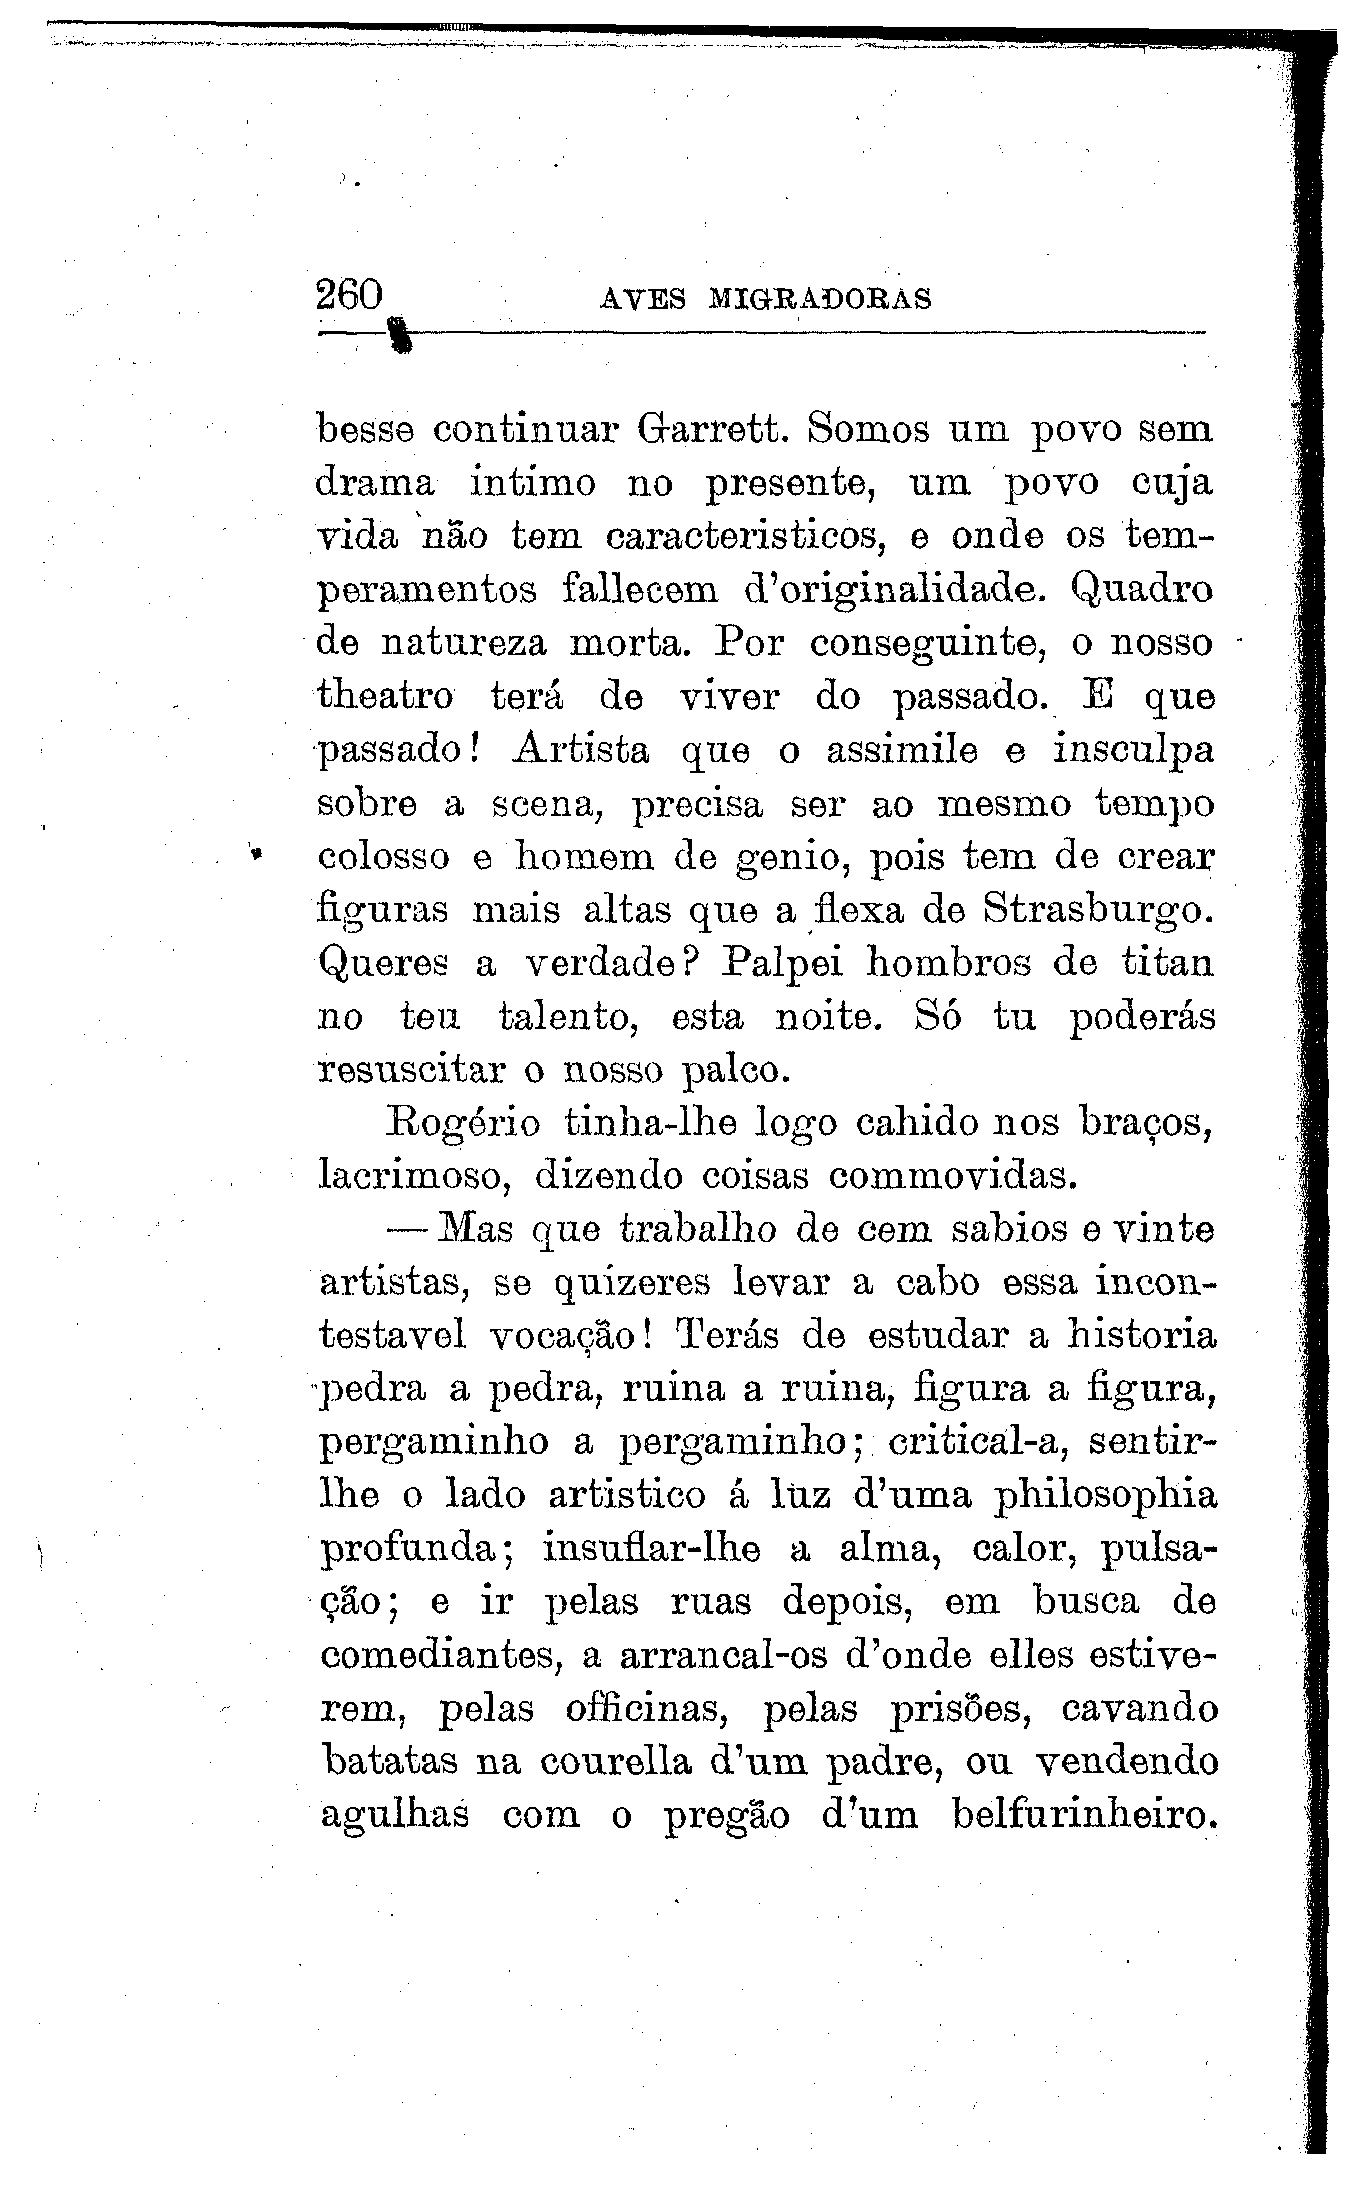 260 AVES MIGRADORAS
besse continuar Garrett. Somos um povo sem
drama intimo no presente, um povo cuja
vida não tem caracteristicos, e onde os tem-
peramentos fallecem d'originalidade. Quadro
de natureza morta. Por conseguinte, o nosso
theatro terá de viver do passado. E que
passado! Artista que o assimile e insculpa
sobre a scena, precisa ser ao mesmo tempo
colosso e homem de genio, pois tem de crear
figuras mais altas que a flexa de Strasburgo.
Queres a verdade? Palpei hombros de titan
no teu talento, esta noite. Só tu poderás
resuscitar o nosso palco.
Rogério tinha-lhe logo cahido nos braços,
lacrimoso, dizendo coisas commovidas.
— Mas que trabalho de cem sabios e vinte
artistas, se quizeres levar a cabo essa incon-
testavel vocação! Terás de estudar a historia
pedra a pedra, ruina a ruina, figura a figura,
pergaminho a pergaminho; critical-a, sentir-
lhe o lado artistico á luz d'uma philosophia
profunda; insuflar-lhe a alma, calor, pulsa-
ção; e ir pelas ruas depois, em busca de
comediantes, a arrancal-os d'onde elles estive-
rem, pelas officinas, pelas prisões, cavando
batatas na courella d'um padre, ou vendendo
agulhas com o pregão d'um belfurinheiro.